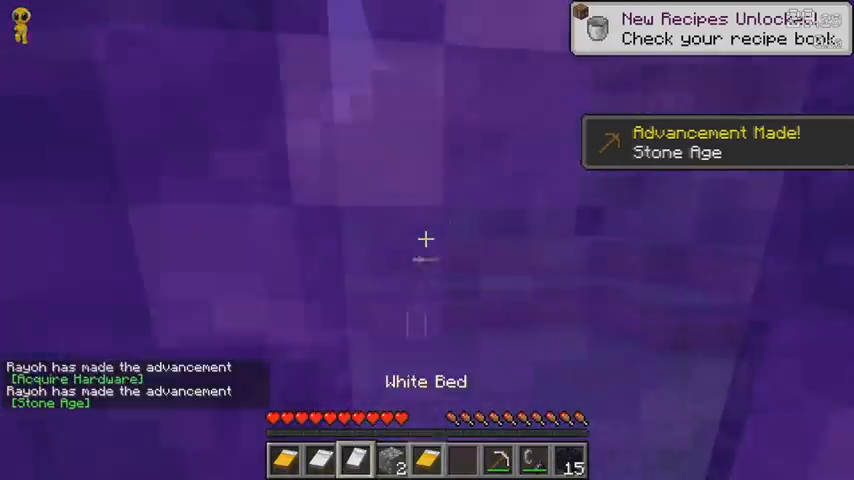 New Recipes Unlocked!
Check your recipe book
Advancement Made!
Stone Age
Rayoh has made the advancement
[Acquire Hardware]
Rayoh has made the advancement
[Stone Age]
White Bed
2
15